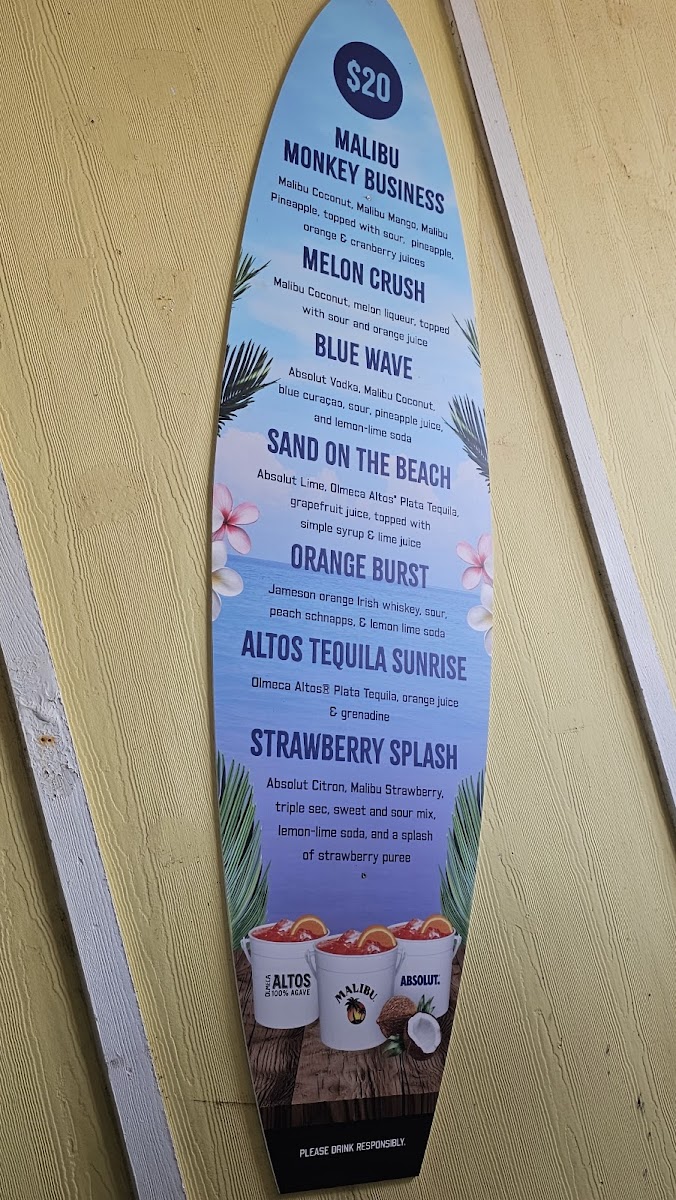 $20
MALIBU
MONKEY BUSINESS
Malibu Coconut, Malibu Mango, Malibu
Pineapple, topped with sour, pineapple,
orange & cranberry juices
MELON CRUSH
Malibu Coconut, melon liqueur, topped
with sour and orange juice
BLUE WAVE
Absolut Vodka, Malibu Coconut,
blue curaçao, sour, pineapple juice,
and lemon-lime soda
SAND ON THE BEACH
Absolut Lime, Olmeca Altos® Plata Tequila,
grapefruit juice, topped with
simple syrup & lime juice
ORANGE BURST
Jameson orange Irish whiskey, sour,
peach schnapps, & lemon lime soda
ALTOS TEQUILA SUNRISE
Olmeca Altos® Plata Tequila, orange juice
& grenadine
STRAWBERRY SPLASH
Absolut Citron, Malibu Strawberry,
triple sec, sweet and sour mix,
lemon-lime soda, and a splash
of strawberry puree
OLMECA ALTOS
100% AGAVE
MALIBU
ABSOLUT.
PLEASE DRINK RESPONSIBLY.